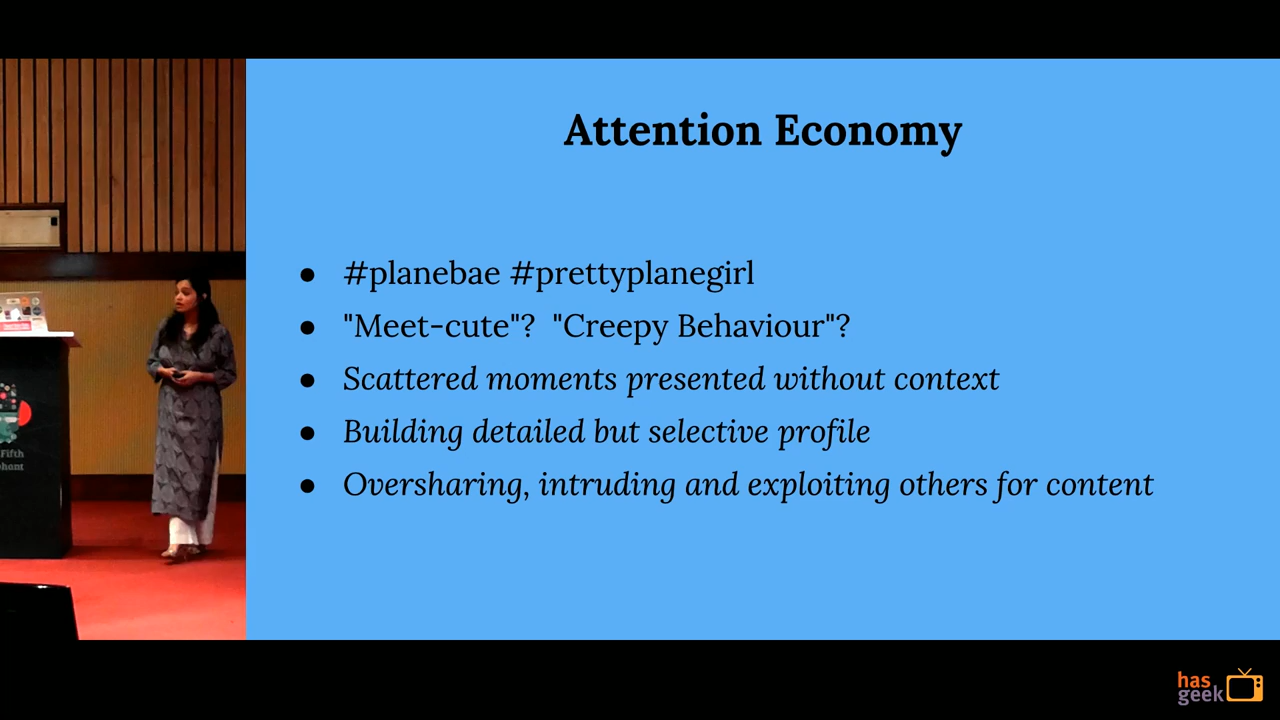 Attention Economy
#planebae #prettyplanegirl
"Meet-cute"? "Creepy Behaviour"?
Scattered moments presented without context
Building detailed but selective profile
Oversharing, intruding and exploiting others for content
Fifth
phant
has
geek